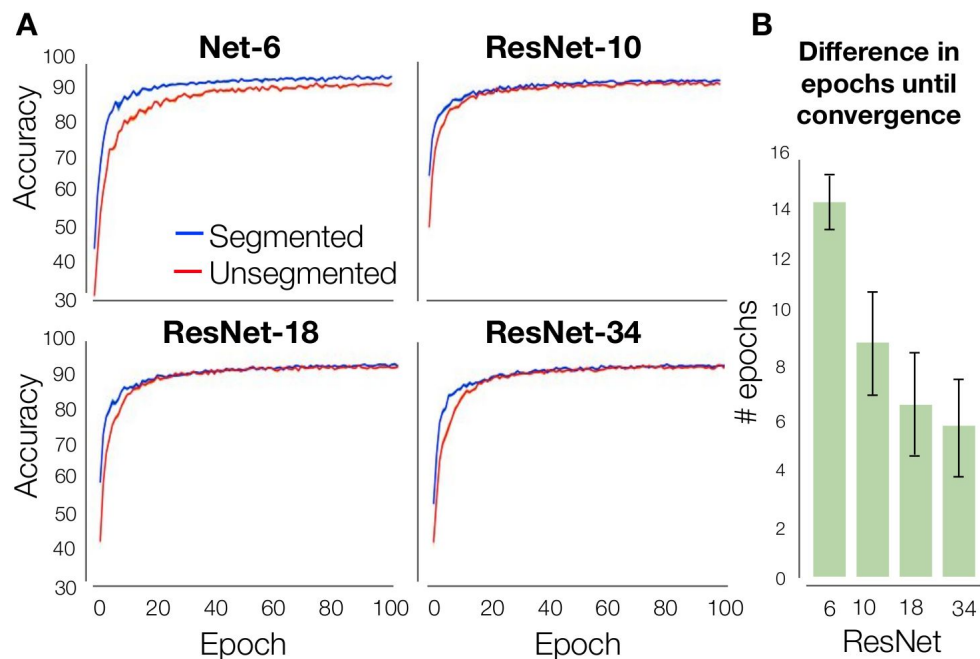 A
Net-6
ResNet-10
B
Difference in
epochs until
convergence
Accuracy
100
90
80
70
60
50
40
30
Segmented
Unsegmented
ResNet-18
ResNet-34
Accuracy
100
90
80
70
60
50
40
30
0 20 40 60 80 100
0 20 40 60 80 100
Epoch
Epoch
# epochs
16
14
12
10
8
6
4
2
0
6 10 18 34
ResNet